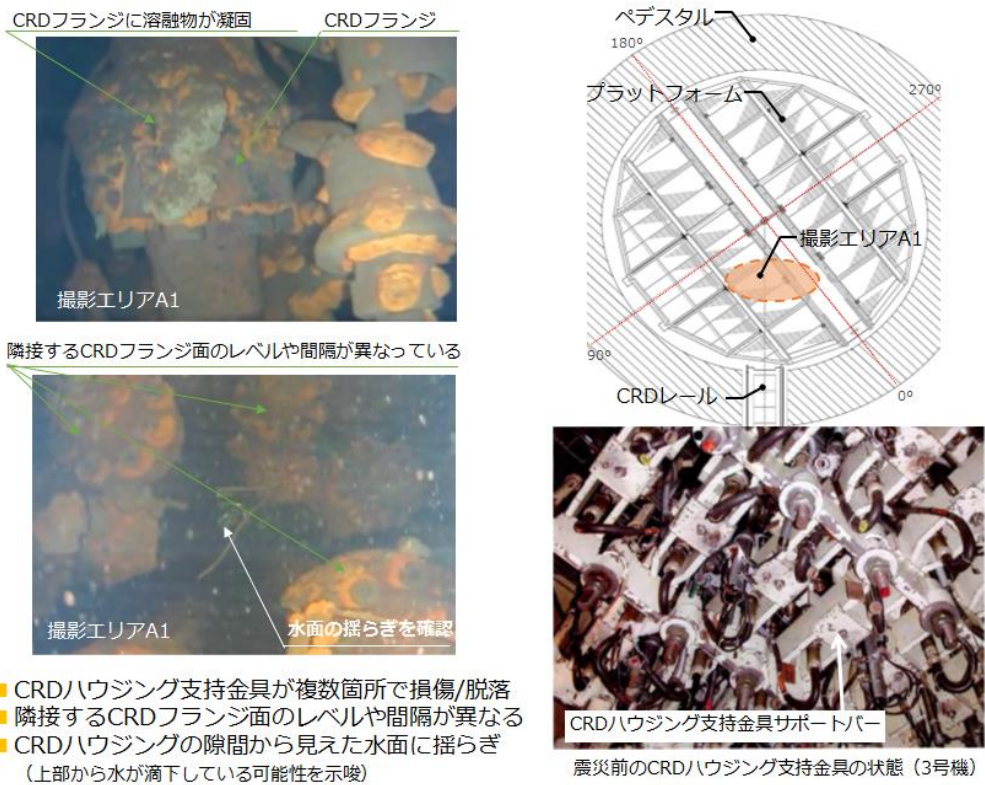 CRDフランジに溶融物が凝固
CRDフランジ
撮影エリアA1
隣接するCRDフランジ面のレベルや間隔が異なっている
撮影エリアA1
水面の揺らぎを確認
■ CRDハウジング支持金具が複数箇所で損傷/脱落
■ 隣接するCRDフランジ面のレベルや間隔が異なる
■ CRDハウジングの隙間から見えた水面に揺らぎ
（上部から水が滴下している可能性を示唆）
ペデスタル
180º
プラットフォーム
270º
撮影エリアA1
90º
CRDレール
0º
CRDハウジング支持金具サポートバー
震災前のCRDハウジング支持金具の状態（3号機）